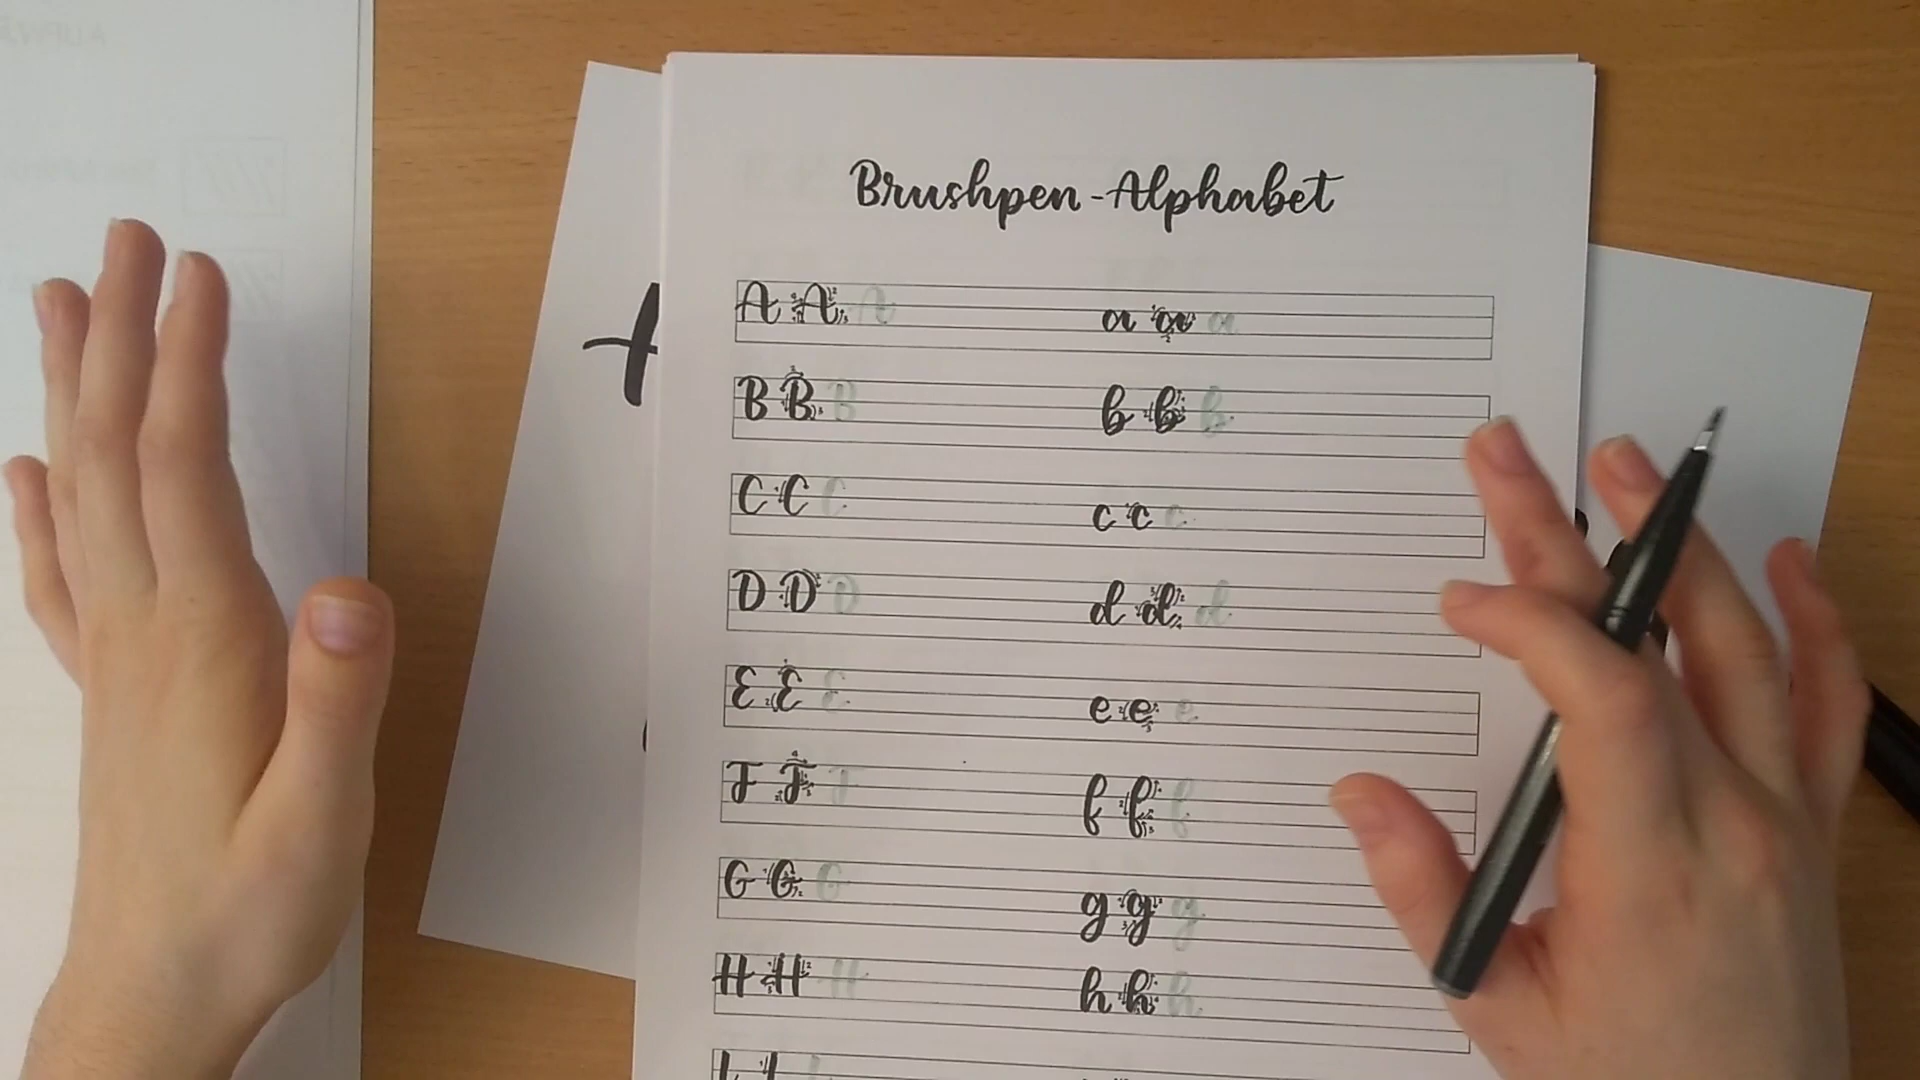 Brushpen-Alphabet
A A A a a a
B B B b b b
C C C c c c
D D D d d d
E E E e e e
F F F f f f
G G G g g g
H H H h h h